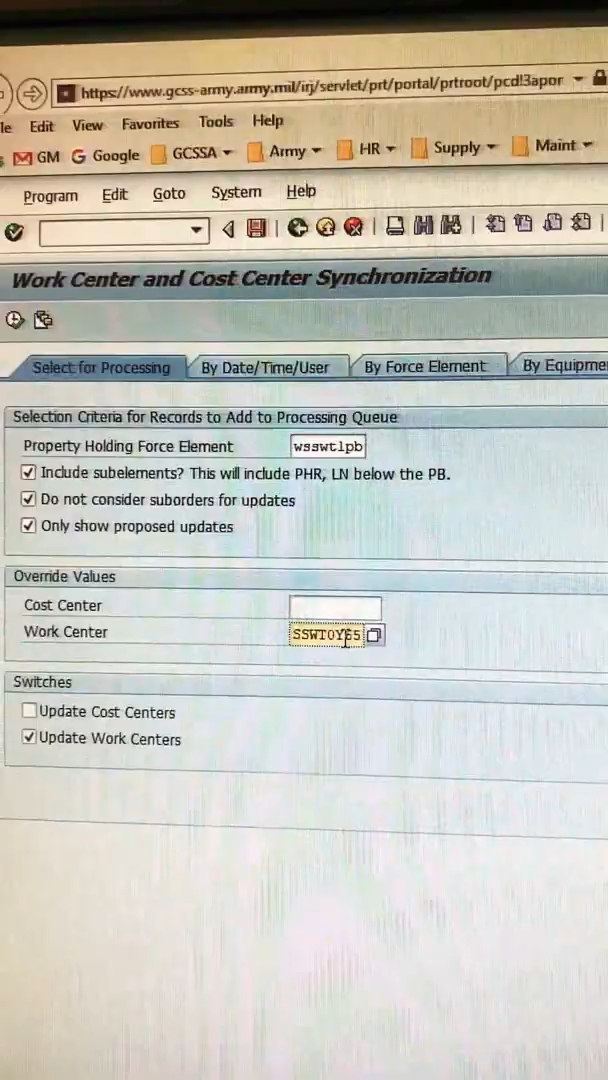 https://www.gcss-army.army.mil/irj/servlet/prt/portal/prtroot/pcd!3apor
le Edit View Favorites Tools Help
s GM Google GCSSA Army HR Supply Maint
Program Edit Goto System Help
Work Center and Cost Center Synchronization
Select for Processing By Date/Time/User By Force Element By Equipme
Selection Criteria for Records to Add to Processing Queue
Property Holding Force Element wsswtlpb
Include subelements? This will include PHR, LN below the PB.
Do not consider suborders for updates
Only show proposed updates
Override Values
Cost Center
Work Center
Switches
Update Cost Centers
Update Work Centers